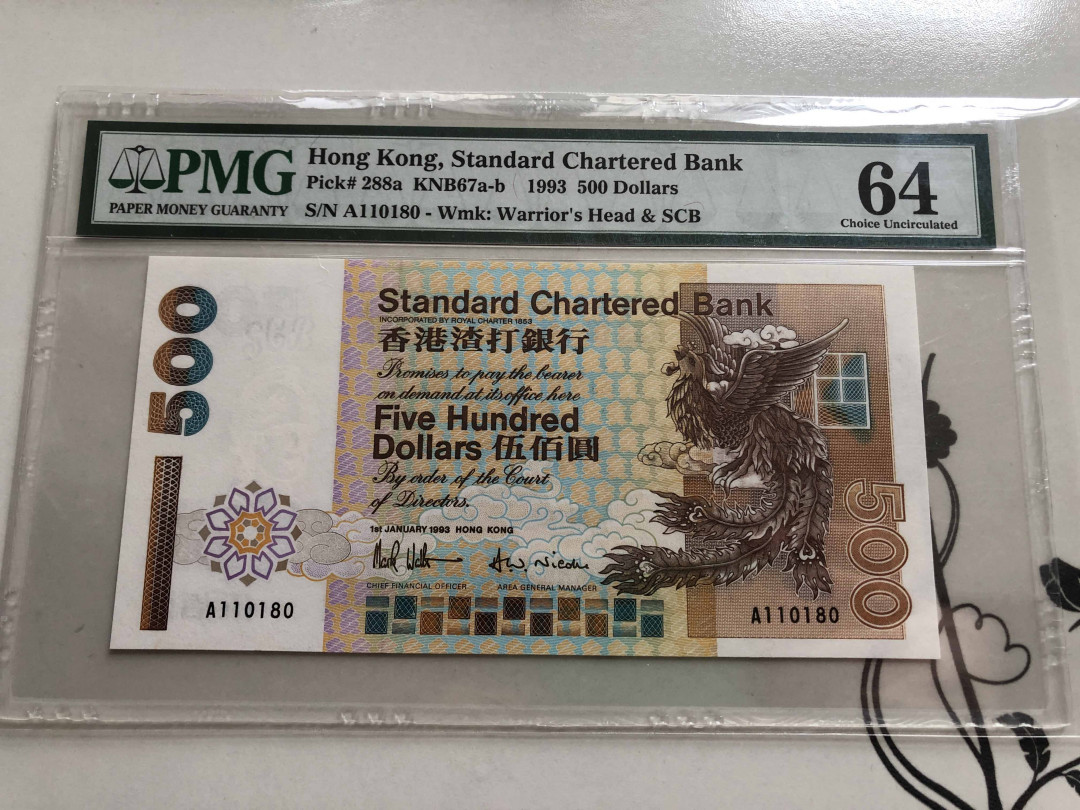 PMG
PAPER MONEY GUARANTY
Hong Kong, Standard Chartered Bank
Pick# 288a KNB67a-b 1993 500 Dollars
S/N A110180 - Wmk: Warrior's Head & SCB
64
Choice Uncirculated
500
Standard Chartered Bank
INCORPORATED BY ROYAL CHARTER 1853
香港渣打銀行
Promises to pay the bearer
on demand at its office here
Five Hundred
Dollars 伍佰圓
By order of the Court
of Directors.
1st JANUARY 1993 HONG KONG
CHIEF FINANCIAL OFFICER
AREA GENERAL MANAGER
A110180
A110180
500